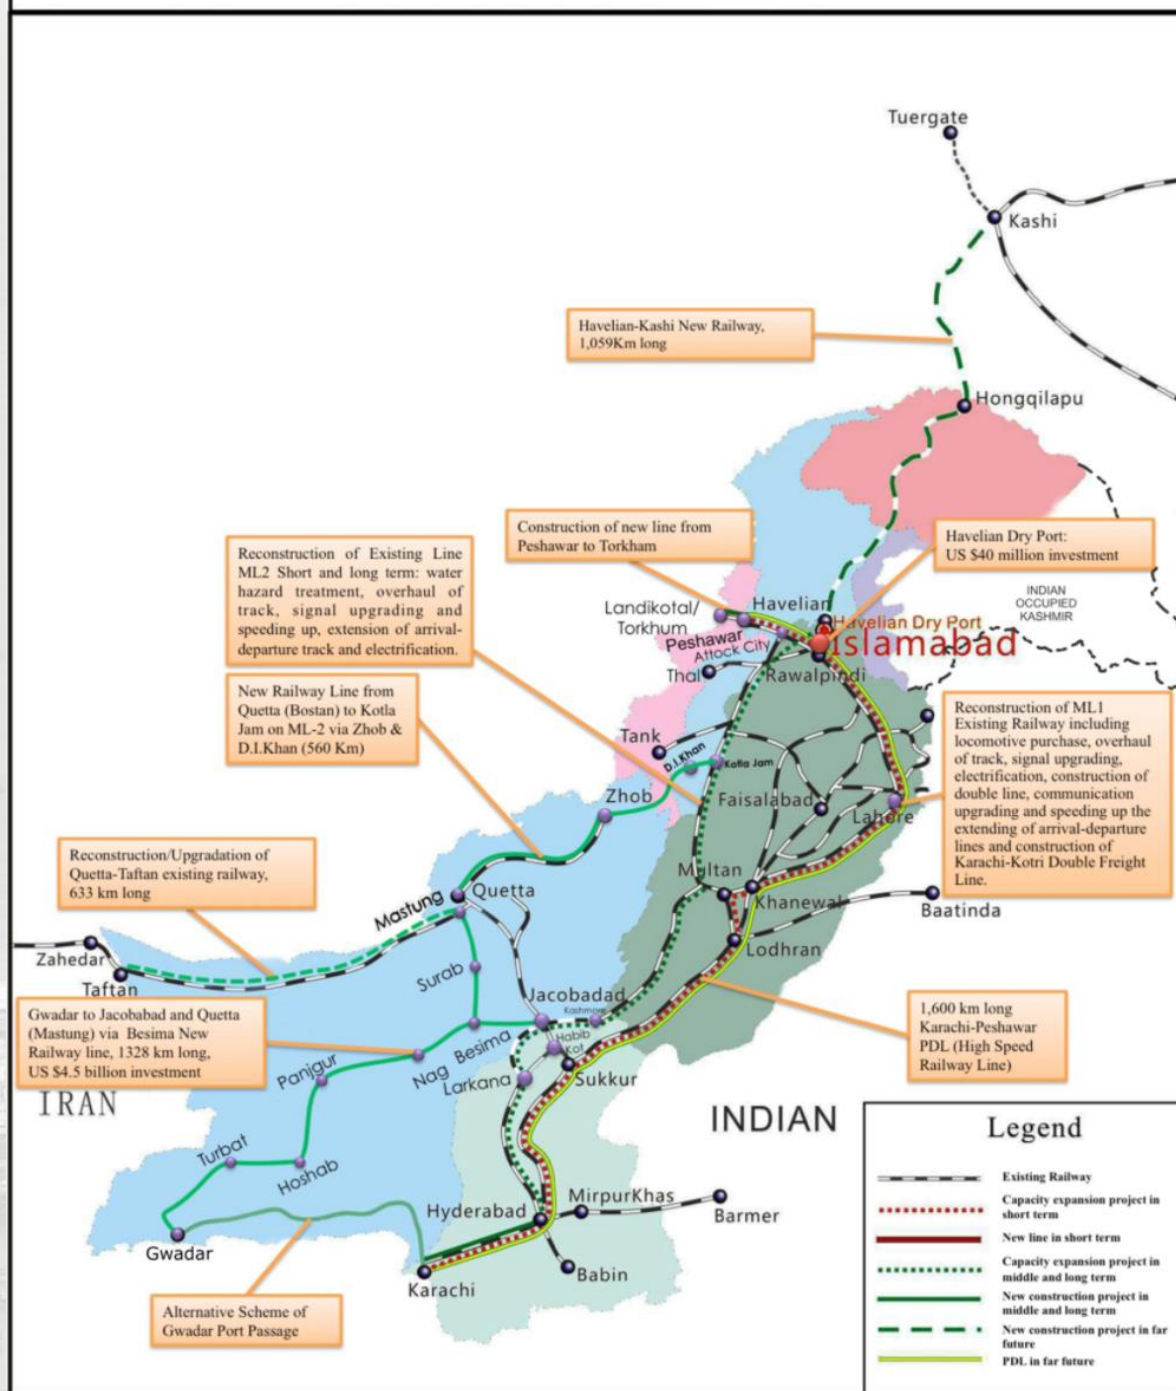 Tuergate
Kashi
Havelian-Kashi New Railway,
1,059Km long
Hongqilapu
Construction of new line from
Peshawar to Torkham
Havelian Dry Port:
US $40 million investment
Reconstruction of Existing Line
ML2 Short and long term: water
hazard treatment, overhaul of
track, signal upgrading and
speeding up, extension of arrival-
departure track and electrification.
INDIAN
OCCUPIED
KASHMIR
Landikotal/
Torkhum
Havelian
Havelian Dry Port
Peshawar
Attock City
Islamabad
Thal
Rawalpindi
New Railway Line from
Quetta (Bostan) to Kotla
Jam on ML-2 via Zhob &
D.I.Khan (560 Km)
Reconstruction of ML1
Existing Railway including
locomotive purchase, overhaul
of track, signal upgrading,
electrification, construction of
double line, communication
upgrading and speeding up the
extending of arrival-departure
lines and construction of
Karachi-Kotri Double Freight
Line.
Tank
D.I.Khan
Kotla Jam
Zhob
Faisalabad
Lahore
Reconstruction/Upgradation of
Quetta-Taftan existing railway,
633 km long
Multan
Mastung
Quetta
Khanewal
Baatinda
Zahedar
Lodhran
Taftan
Surab
Jacobadad
Kashmore
Gwadar to Jacobabad and Quetta
(Mastung) via Besima New
Railway line, 1328 km long,
US $4.5 billion investment
1,600 km long
Karachi-Peshawar
PDL (High Speed
Railway Line)
Besima
Habib
Kot
Nag
Panjgur
Larkana
Sukkur
IRAN
INDIAN
Turbat
Hoshab
Gwadar
Hyderabad
MirpurKhas
Barmer
Karachi
Babin
Alternative Scheme of
Gwadar Port Passage
Legend
Existing Railway
Capacity expansion project in
short term
New line in short term
Capacity expansion project in
middle and long term
New construction project in
middle and long term
New construction project in far
future
PDL in far future